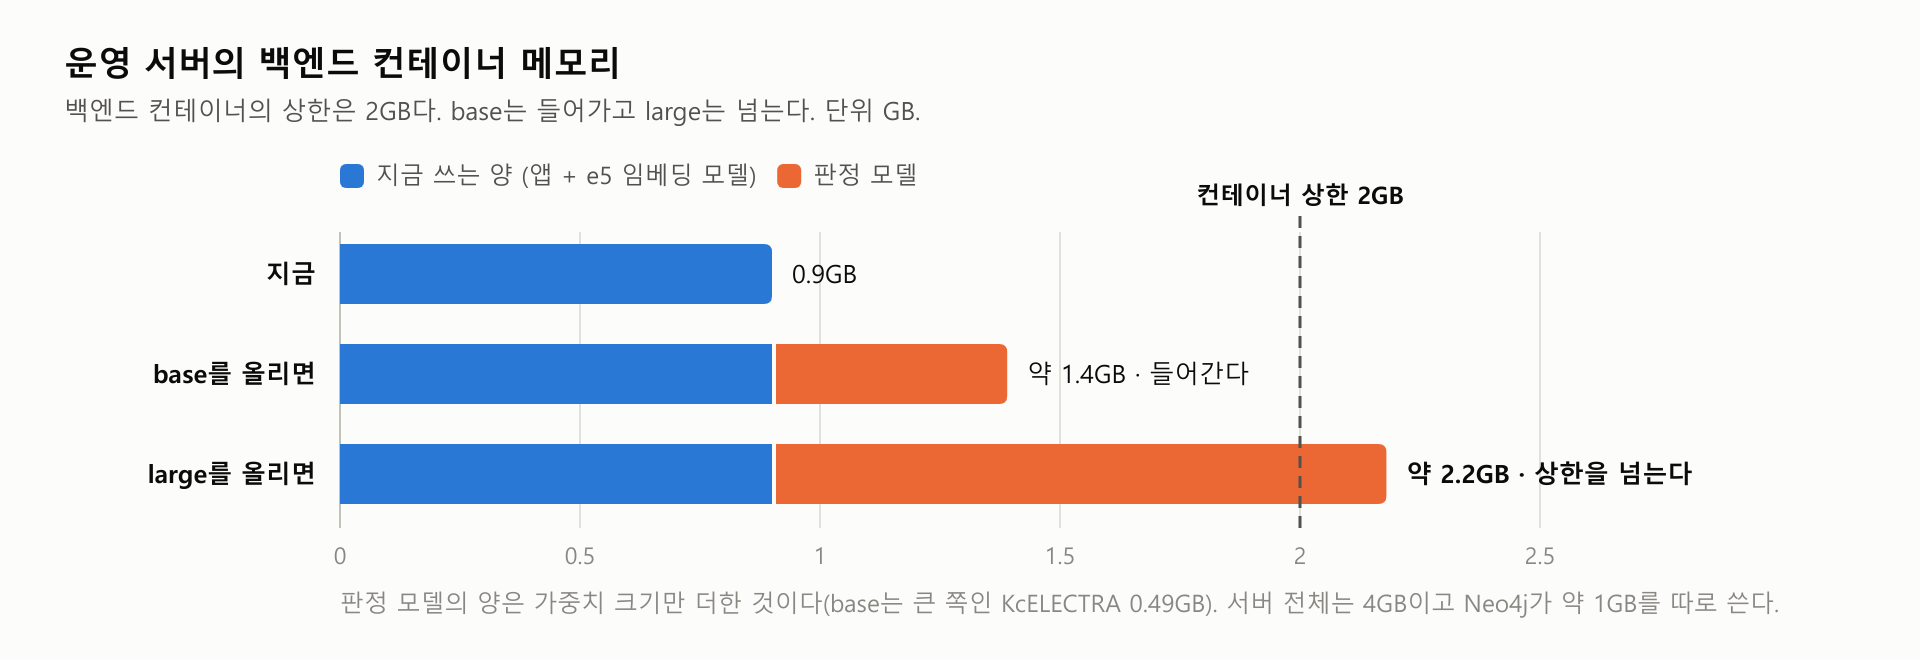 운영 서버의 백엔드 컨테이너 메모리
백엔드 컨테이너의 상한은 2GB다. base는 들어가고 large는 넘는다. 단위 GB.
지금 쓰는 양 (앱 + e5 임베딩 모델) 판정 모델
컨테이너 상한 2GB
지금 0.9GB
base를 올리면 약 1.4GB · 들어간다
large를 올리면 약 2.2GB · 상한을 넘는다
0 0.5 1 1.5 2 2.5
판정 모델의 양은 가중치 크기만 더한 것이다(base는 큰 쪽인 KcELECTRA 0.49GB). 서버 전체는 4GB이고 Neo4j가 약 1GB를 따로 쓴다.